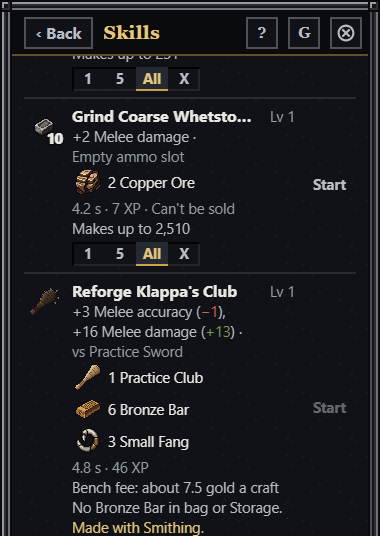 ‹ Back
Skills
?
G
Makes up to 251
1 5 All X
Grind Coarse Whetsto...
Lv 1
10
+2 Melee damage ·
Empty ammo slot
2 Copper Ore
Start
4.2 s · 7 XP · Can't be sold
Makes up to 2,510
1 5 All X
Reforge Klappa's Club
Lv 1
+3 Melee accuracy (−1),
+16 Melee damage (+13) ·
vs Practice Sword
1 Practice Club
6 Bronze Bar
Start
3 Small Fang
4.8 s · 46 XP
Bench fee: about 7.5 gold a craft
No Bronze Bar in bag or Storage.
Made with Smithing.